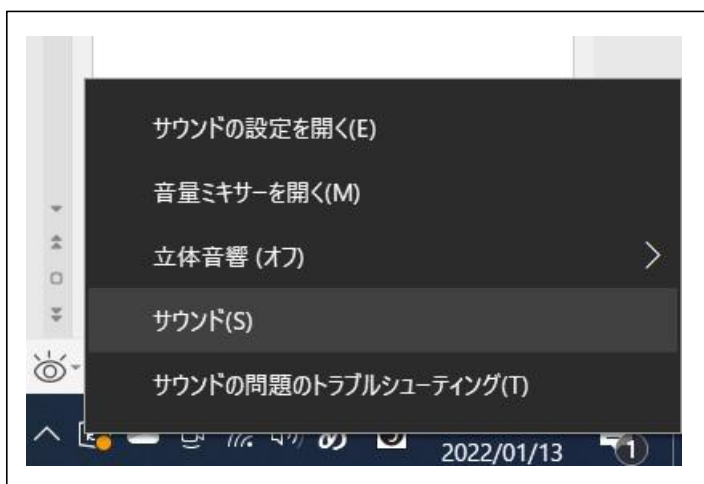 サウンドの設定を開く(E)
音量ミキサーを開く(M)
立体音響 (オフ)
サウンド(S)
サウンドの問題のトラブルシューティング(T)
2022/01/13
1